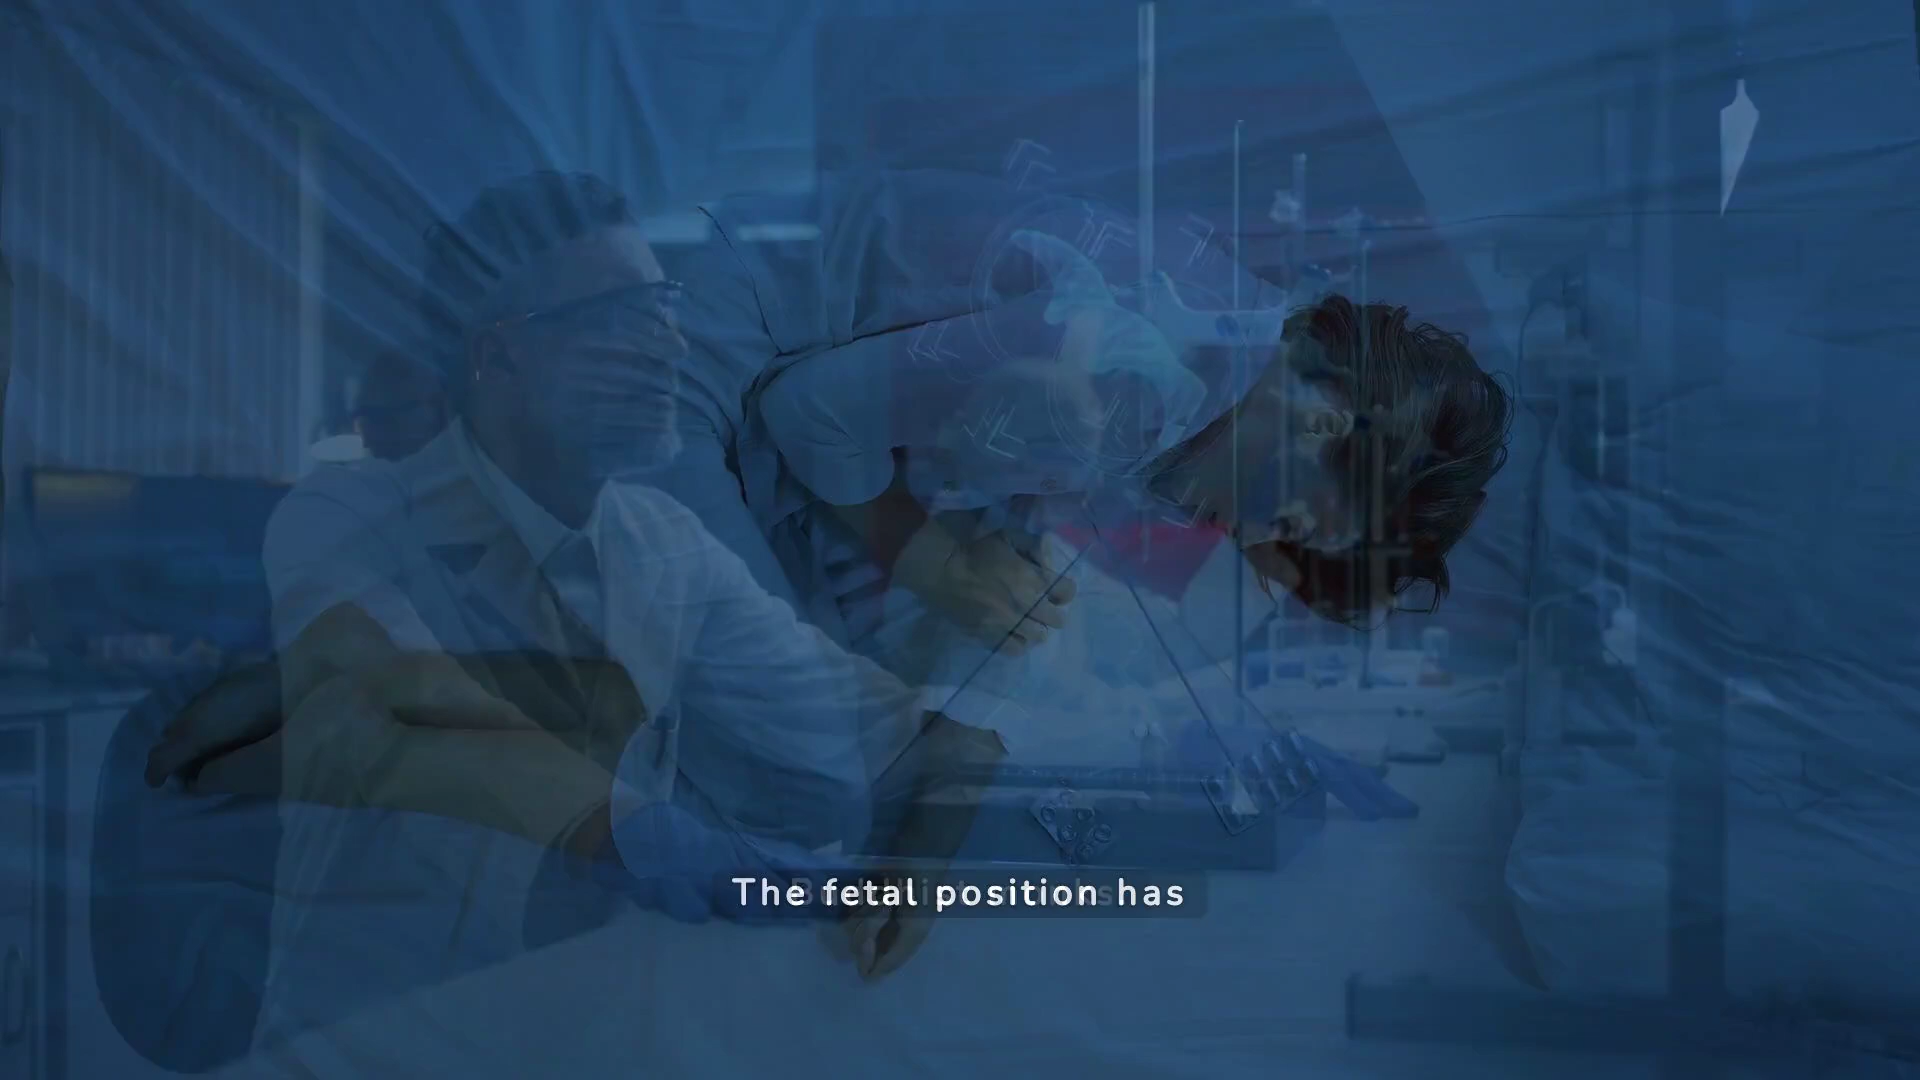 The fetal position has